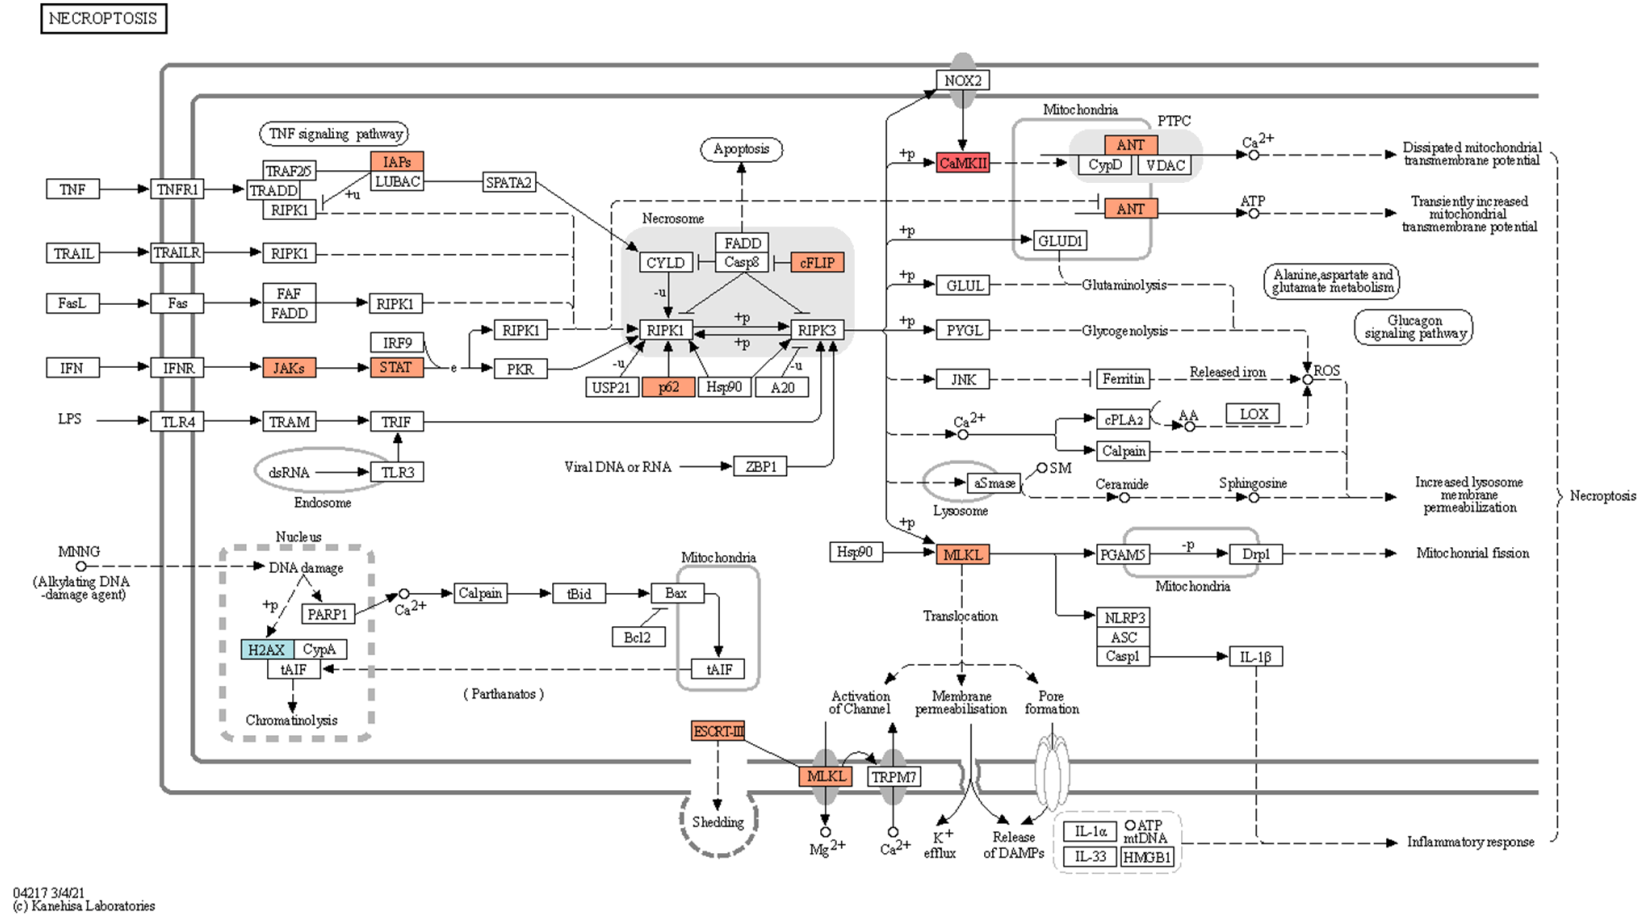 NECROPTOSIS
NOX2
TNF signaling pathway
Apoptosis
Mitochondria
PTPC
IAPs
LUBAC
TRAF2/5
TRADD
RIPK1
+u
SPATA2
TNF
TNFR1
+p
CaMKII
ANT
CypD
VDAC
Ca2+
Dissipated mitochondrial
transmembrane potential
ANT
ATP
Transiently increased
mitochondrial
transmembrane potential
Necrosome
FADD
Casp8
cFLIP
CYLD
-u
+p
GLUD1
TRAIL
TRAILR
RIPK1
+p
GLUL
Glutaminolysis
Alanine,aspartate and
glutamate metabolism
FasL
Fas
FAF
FADD
RIPK1
RIPK1
RIPK1
+p
+p
RIPK3
+p
PYGL
Glycogenolysis
Glucagon
signaling pathway
IFN
IFNR
JAKs
IRF9
STAT
e
PKR
-u
-u
USP21
p62
Hsp90
A20
JNK
Ferritin
Released iron
ROS
LPS
TLR4
TRAM
TRIF
Ca2+
cPLA2
AA
LOX
Calpain
dsRNA
TLR3
Endosome
Viral DNA or RNA
ZBP1
aSmase
SM
Lysosome
Ceramide
Sphingosine
Increased lysosome
membrane
permeabilization
Necroptosis
+p
Hsp90
MLKL
PGAM5
-p
Drp1
Mitochondria
Mitochonrial fission
Nucleus
MNNG
(Alkylating DNA
-damage agent)
DNA damage
+p
PARP1
Ca2+
Calpain
tBid
Bax
Bcl2
Mitochondria
H2AX
CypA
tAIF
tAIF
(Parthanatos)
Chromatinolysis
Translocation
NLRP3
ASC
Casp1
IL-1β
Activation
of Channel
Membrane
permeabilisation
Pore
formation
ESCRT-III
MLKL
TRPM7
Shedding
Mg2+
Ca2+
K+
efflux
Release
of DAMPs
IL-1α
ATP
mtDNA
IL-33
HMGB1
Inflammatory response
04217 3/4/21
(c) Kanehisa Laboratories